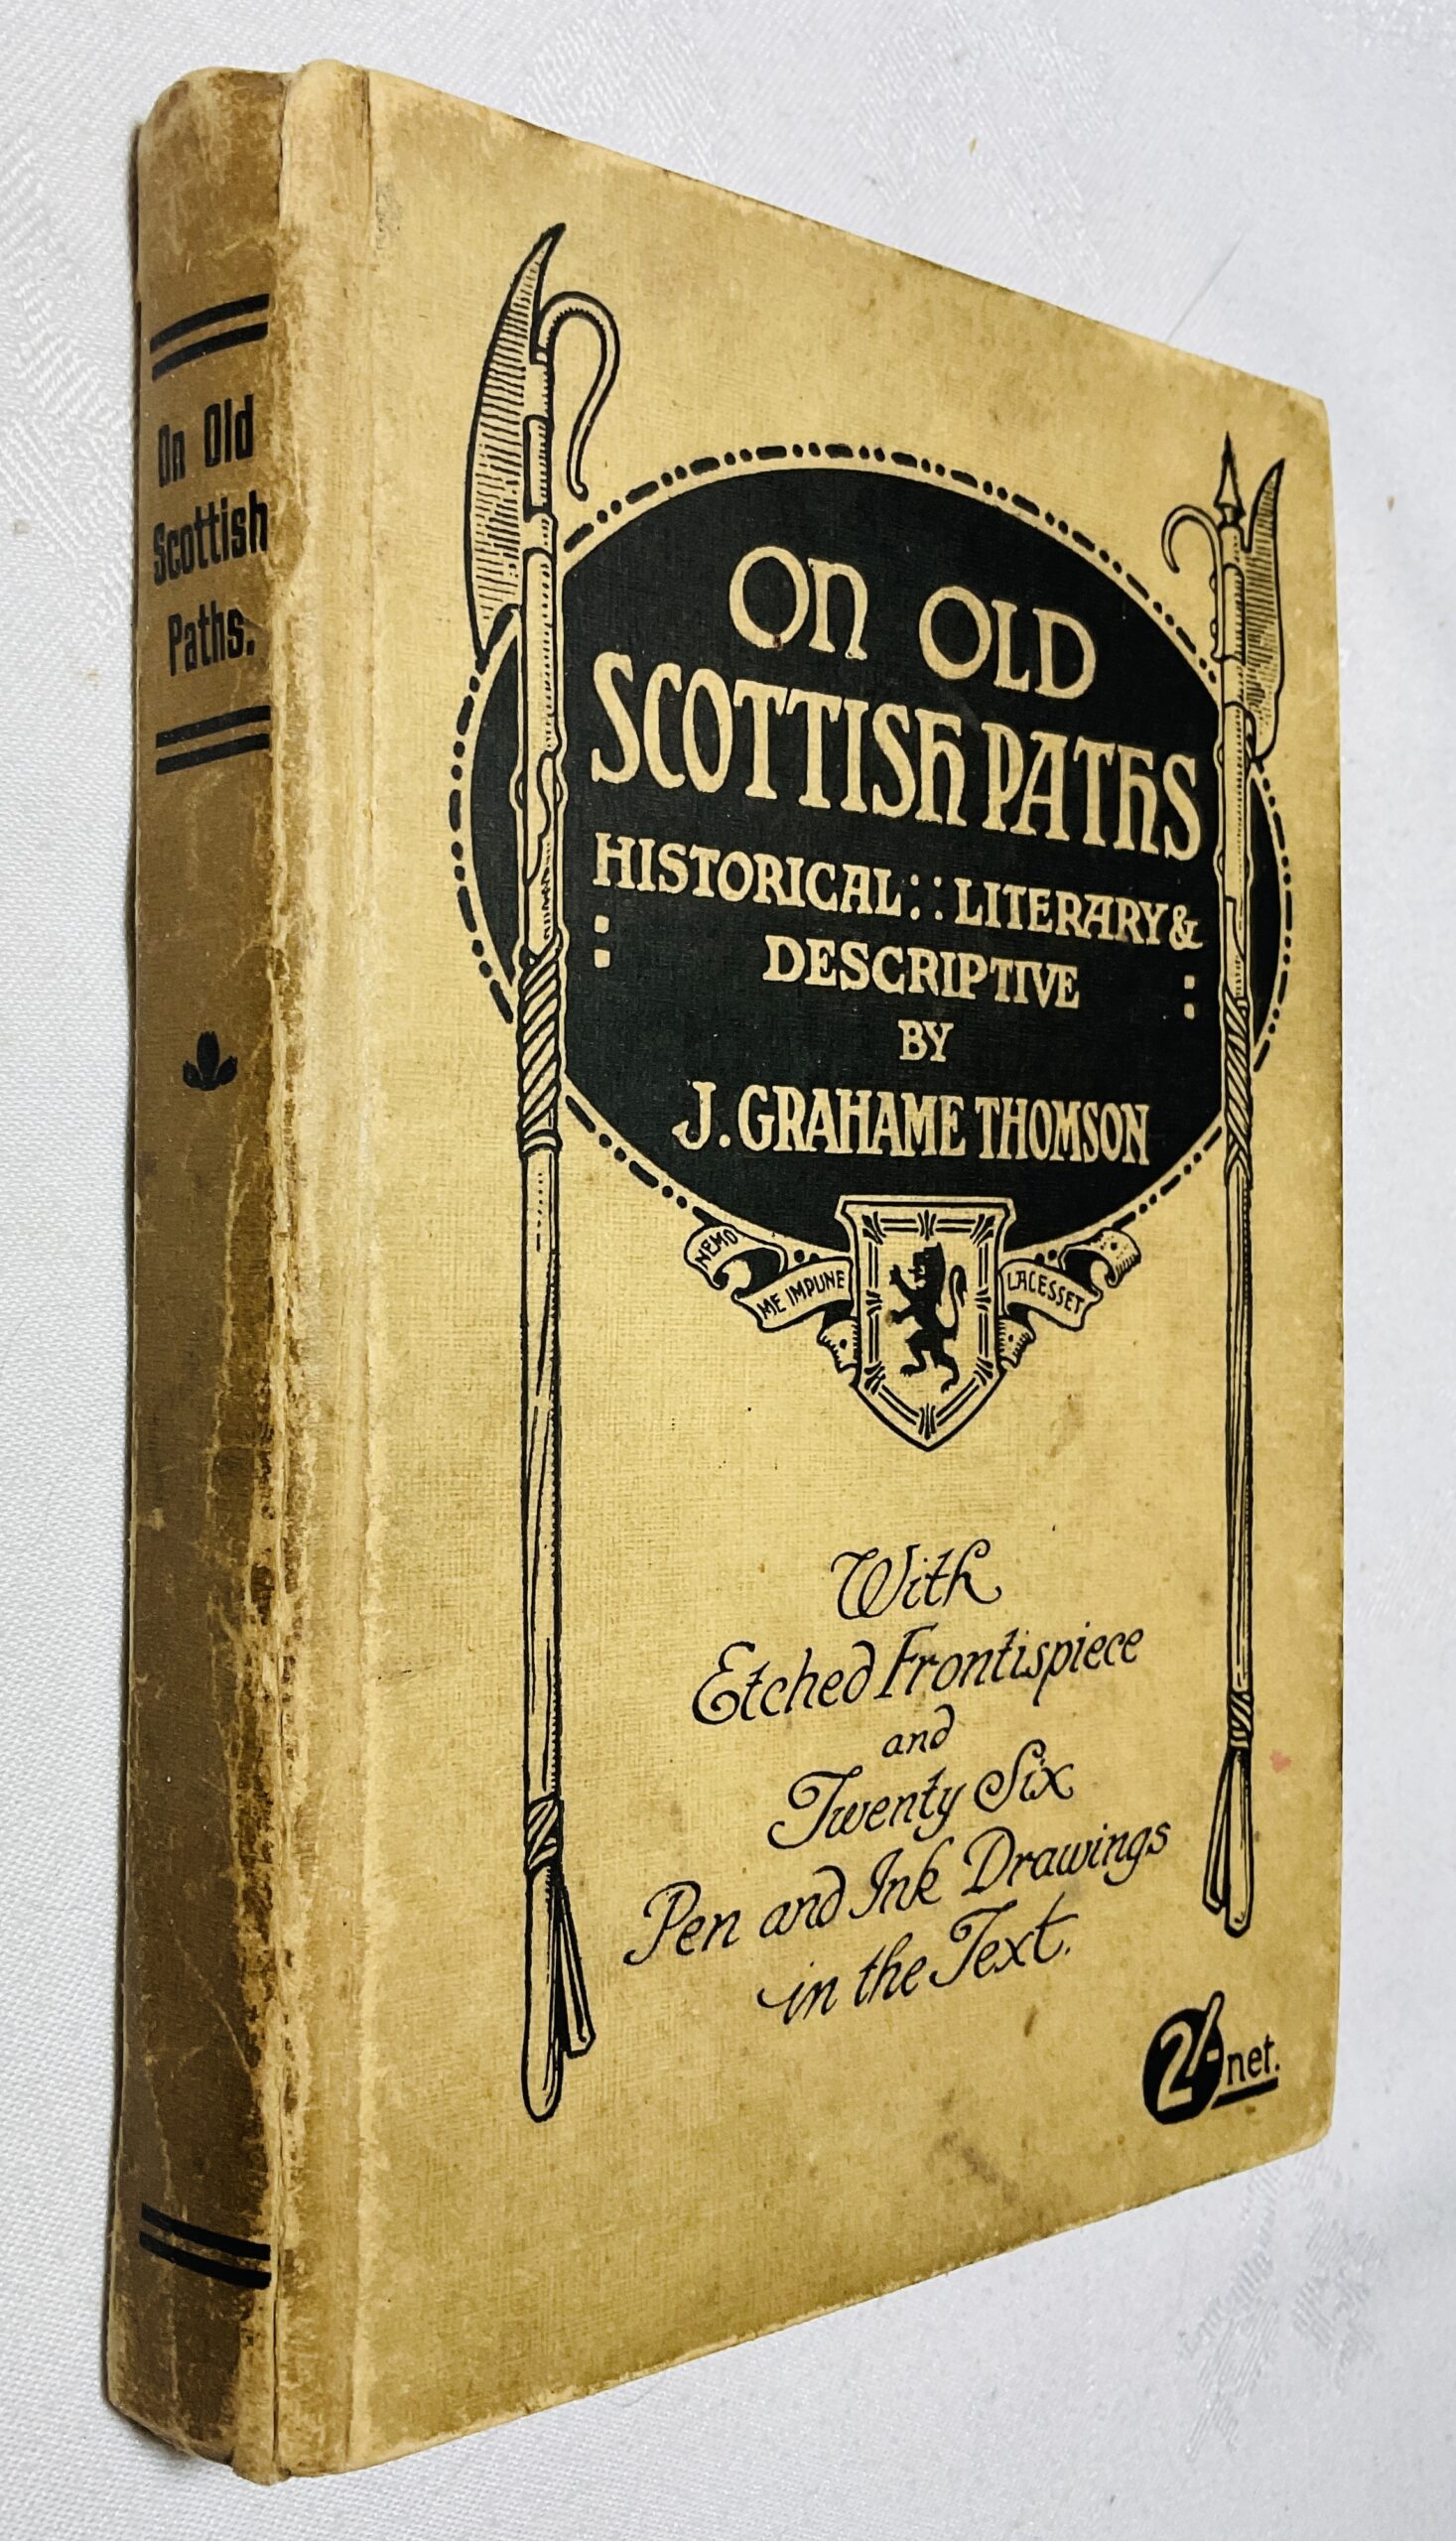 On Old
Scottish
Paths.
ON OLD
SCOTTISH PATHS
HISTORICAL :: LITERARY &
: DESCRIPTIVE :
BY
J. GRAHAME THOMSON
NEMO
ME IMPUNE
LACESSET
With
Etched Frontispiece
and
Twenty Six
Pen and Ink Drawings
in the Text.
2/- net.